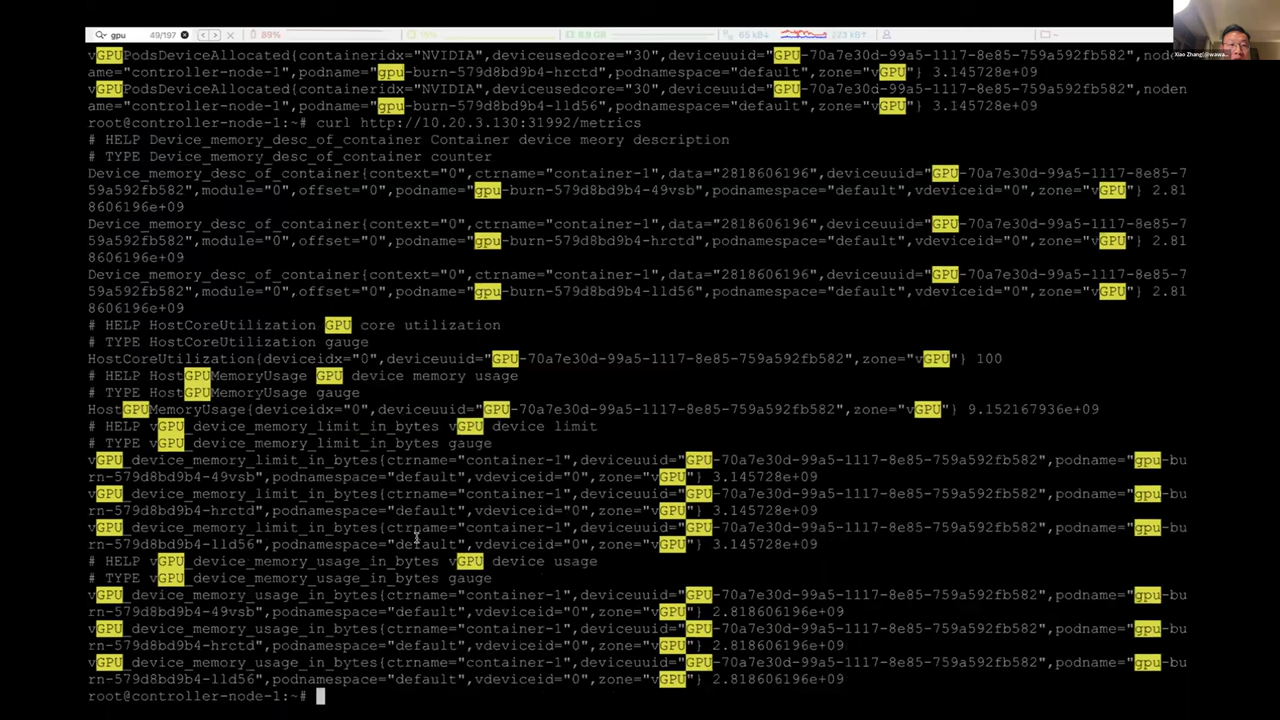 gpu 49/197 89% 8.9 GB 65 kB↓ 223 kB↑
vGPUPodsDeviceAllocated{containeridx="NVIDIA",deviceusedcore="30",deviceuuid="GPU-70a7e30d-99a5-1117-8e85-759a592fb582",noden
ame="controller-node-1",podname="gpu-burn-579d8bd9b4-hrctd",podnamespace="default",zone="vGPU"} 3.145728e+09
vGPUPodsDeviceAllocated{containeridx="NVIDIA",deviceusedcore="30",deviceuuid="GPU-70a7e30d-99a5-1117-8e85-759a592fb582",noden
ame="controller-node-1",podname="gpu-burn-579d8bd9b4-lld56",podnamespace="default",zone="vGPU"} 3.145728e+09
root@controller-node-1:~# curl http://10.20.3.130:31992/metrics
# HELP Device_memory_desc_of_container Container device meory description
# TYPE Device_memory_desc_of_container counter
Device_memory_desc_of_container{context="0",ctrname="container-1",data="2818606196",deviceuuid="GPU-70a7e30d-99a5-1117-8e85-7
59a592fb582",module="0",offset="0",podname="gpu-burn-579d8bd9b4-49vsb",podnamespace="default",vdeviceid="0",zone="vGPU"} 2.81
8606196e+09
Device_memory_desc_of_container{context="0",ctrname="container-1",data="2818606196",deviceuuid="GPU-70a7e30d-99a5-1117-8e85-7
59a592fb582",module="0",offset="0",podname="gpu-burn-579d8bd9b4-hrctd",podnamespace="default",vdeviceid="0",zone="vGPU"} 2.81
8606196e+09
Device_memory_desc_of_container{context="0",ctrname="container-1",data="2818606196",deviceuuid="GPU-70a7e30d-99a5-1117-8e85-7
59a592fb582",module="0",offset="0",podname="gpu-burn-579d8bd9b4-lld56",podnamespace="default",vdeviceid="0",zone="vGPU"} 2.81
8606196e+09
# HELP HostCoreUtilization GPU core utilization
# TYPE HostCoreUtilization gauge
HostCoreUtilization{deviceidx="0",deviceuuid="GPU-70a7e30d-99a5-1117-8e85-759a592fb582",zone="vGPU"} 100
# HELP HostGPUMemoryUsage GPU device memory usage
# TYPE HostGPUMemoryUsage gauge
HostGPUMemoryUsage{deviceidx="0",deviceuuid="GPU-70a7e30d-99a5-1117-8e85-759a592fb582",zone="vGPU"} 9.152167936e+09
# HELP vGPU_device_memory_limit_in_bytes vGPU device limit
# TYPE vGPU_device_memory_limit_in_bytes gauge
vGPU_device_memory_limit_in_bytes{ctrname="container-1",deviceuuid="GPU-70a7e30d-99a5-1117-8e85-759a592fb582",podname="gpu-bu
rn-579d8bd9b4-49vsb",podnamespace="default",vdeviceid="0",zone="vGPU"} 3.145728e+09
vGPU_device_memory_limit_in_bytes{ctrname="container-1",deviceuuid="GPU-70a7e30d-99a5-1117-8e85-759a592fb582",podname="gpu-bu
rn-579d8bd9b4-hrctd",podnamespace="default",vdeviceid="0",zone="vGPU"} 3.145728e+09
vGPU_device_memory_limit_in_bytes{ctrname="container-1",deviceuuid="GPU-70a7e30d-99a5-1117-8e85-759a592fb582",podname="gpu-bu
rn-579d8bd9b4-lld56",podnamespace="default",vdeviceid="0",zone="vGPU"} 3.145728e+09
# HELP vGPU_device_memory_usage_in_bytes vGPU device usage
# TYPE vGPU_device_memory_usage_in_bytes gauge
vGPU_device_memory_usage_in_bytes{ctrname="container-1",deviceuuid="GPU-70a7e30d-99a5-1117-8e85-759a592fb582",podname="gpu-bu
rn-579d8bd9b4-49vsb",podnamespace="default",vdeviceid="0",zone="vGPU"} 2.818606196e+09
vGPU_device_memory_usage_in_bytes{ctrname="container-1",deviceuuid="GPU-70a7e30d-99a5-1117-8e85-759a592fb582",podname="gpu-bu
rn-579d8bd9b4-hrctd",podnamespace="default",vdeviceid="0",zone="vGPU"} 2.818606196e+09
vGPU_device_memory_usage_in_bytes{ctrname="container-1",deviceuuid="GPU-70a7e30d-99a5-1117-8e85-759a592fb582",podname="gpu-bu
rn-579d8bd9b4-lld56",podnamespace="default",vdeviceid="0",zone="vGPU"} 2.818606196e+09
root@controller-node-1:~#
Xiao Zhang